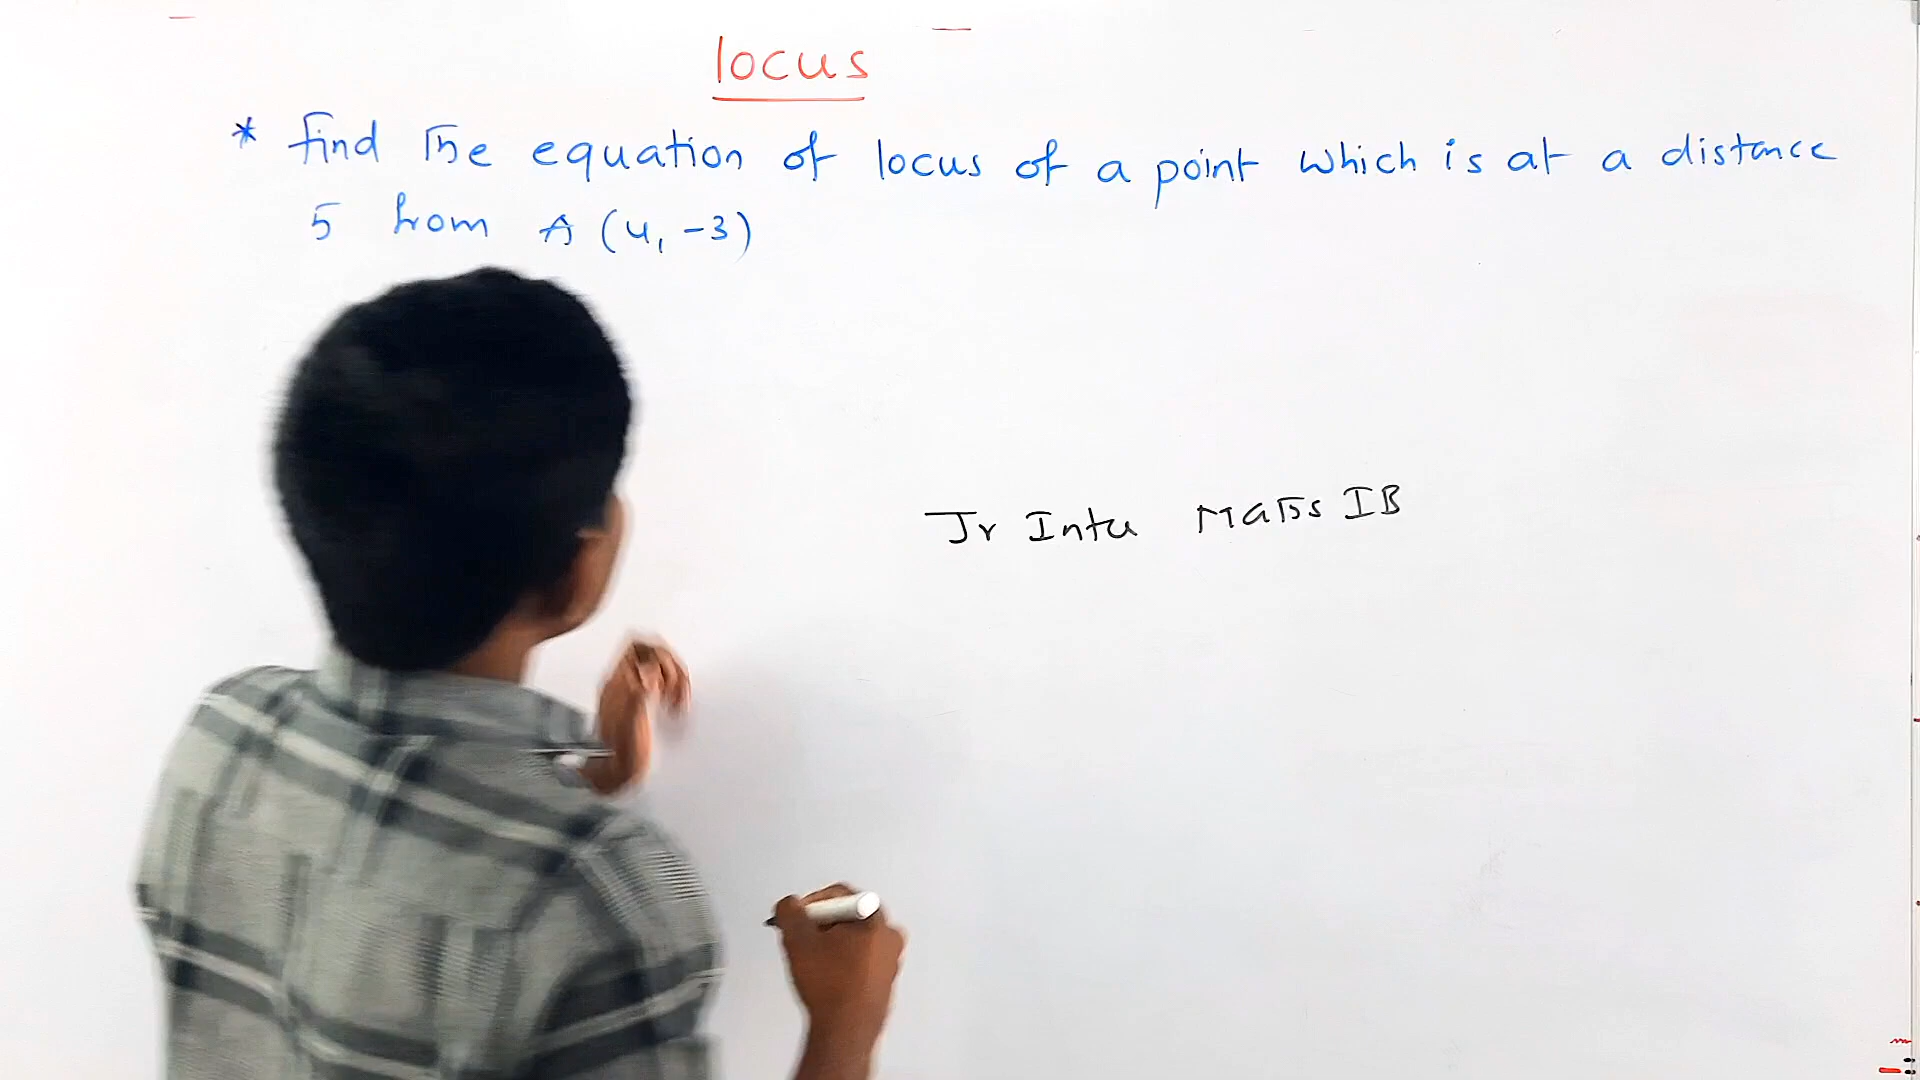 locus
* find the equation of locus of a point which is at a distance
5 from A (4, -3)
Jr Inter Maths IB